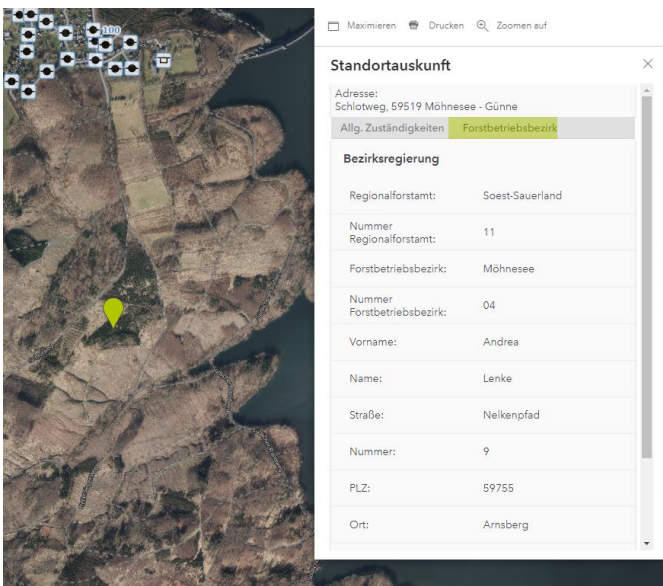 100
Maximieren Drucken Zoomen auf
Standortauskunft
Adresse:
Schlotweg, 59519 Möhnesee - Günne
Allg. Zuständigkeiten Forstbetriebsbezirk
Bezirksregierung
Regionalforstamt: Soest-Sauerland
Nummer
Regionalforstamt: 11
Forstbetriebsbezirk: Möhnesee
Nummer
Forstbetriebsbezirk: 04
Vorname: Andrea
Name: Lenke
Straße: Nelkenpfad
Nummer: 9
PLZ: 59755
Ort: Arnsberg